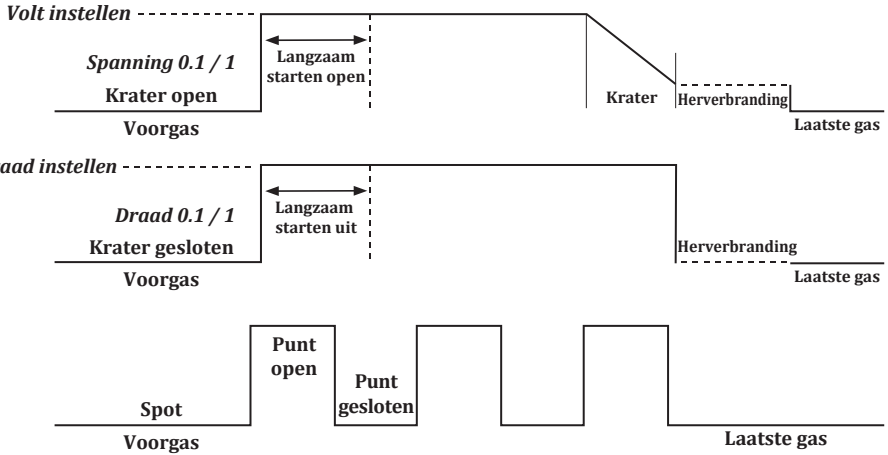 Volt instellen
Spanning 0.1 / 1
Krater open
Voorgas
Langzaam
starten open
Krater
Herverbranding
Laatste gas
aad instellen
Draad 0.1 / 1
Krater gesloten
Voorgas
Langzaam
starten uit
Herverbranding
Laatste gas
Punt
open
Punt
gesloten
Spot
Voorgas
Laatste gas